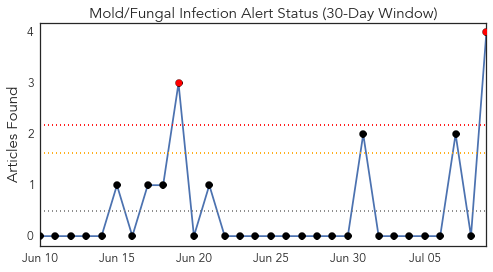 Mold/Fungal Infection Alert Status (30-Day Window)
Articles Found
4
3
2
1
0
Jun 10
Jun 15
Jun 20
Jun 25
Jun 30
Jul 05